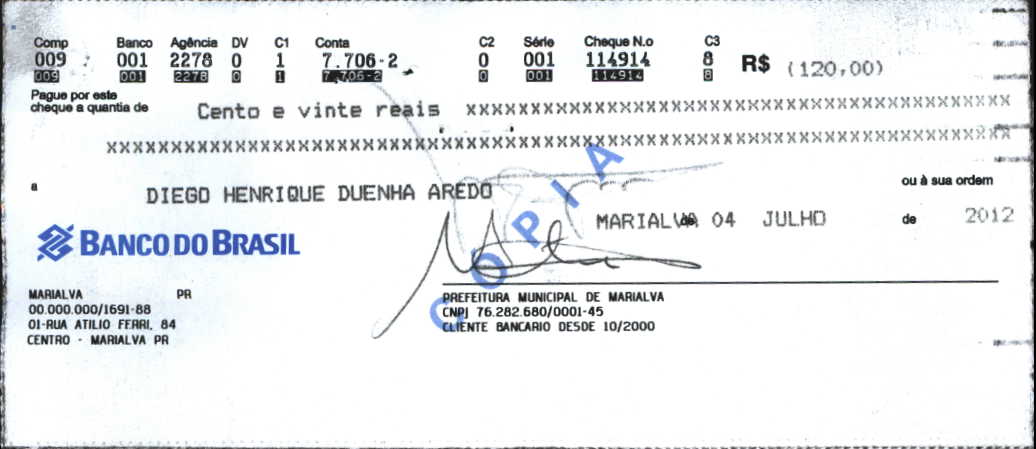 Comp Banco Agência DV C1 Conta C2 Série Cheque N.o C3
009 001 2278 0 1 7.706-2 0 001 114914 8 R$ (120,00)
009 001 2278 0 1 7.706-2 0 001 114914 8
Pague por este
cheque a quantia de Cento e vinte reais xxxxxxxxxxxxxxxxxxxxxxxxxxxxxxxxxxxxxxxxxx
xxxxxxxxxxxxxxxxxxxxxxxxxxxxxxxxxxxxxxxxxxxxxxxxxxxxxxxxxxxxxxxxxxxxx
a DIEGO HENRIQUE DUENHA AREDO ou à sua ordem
MARIALVA de 04 JULHO de 2012
BANCO DO BRASIL
COPIA
MARIALVA PR
00.000.000/1691-88
01-RUA ATILIO FERRI, 84
CENTRO - MARIALVA PR
PREFEITURA MUNICIPAL DE MARIALVA
CNPJ 76.282.680/0001-45
CLIENTE BANCARIO DESDE 10/2000